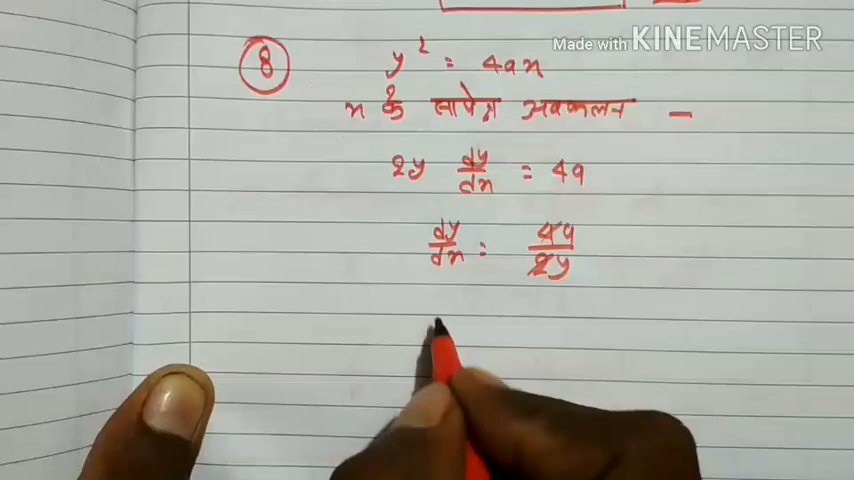 Made with KINEMASTER
⑧ y² = 4ax
x के सापेक्ष अवकलन —
2y dy/dx = 4a
dy/dx = 4a/2y